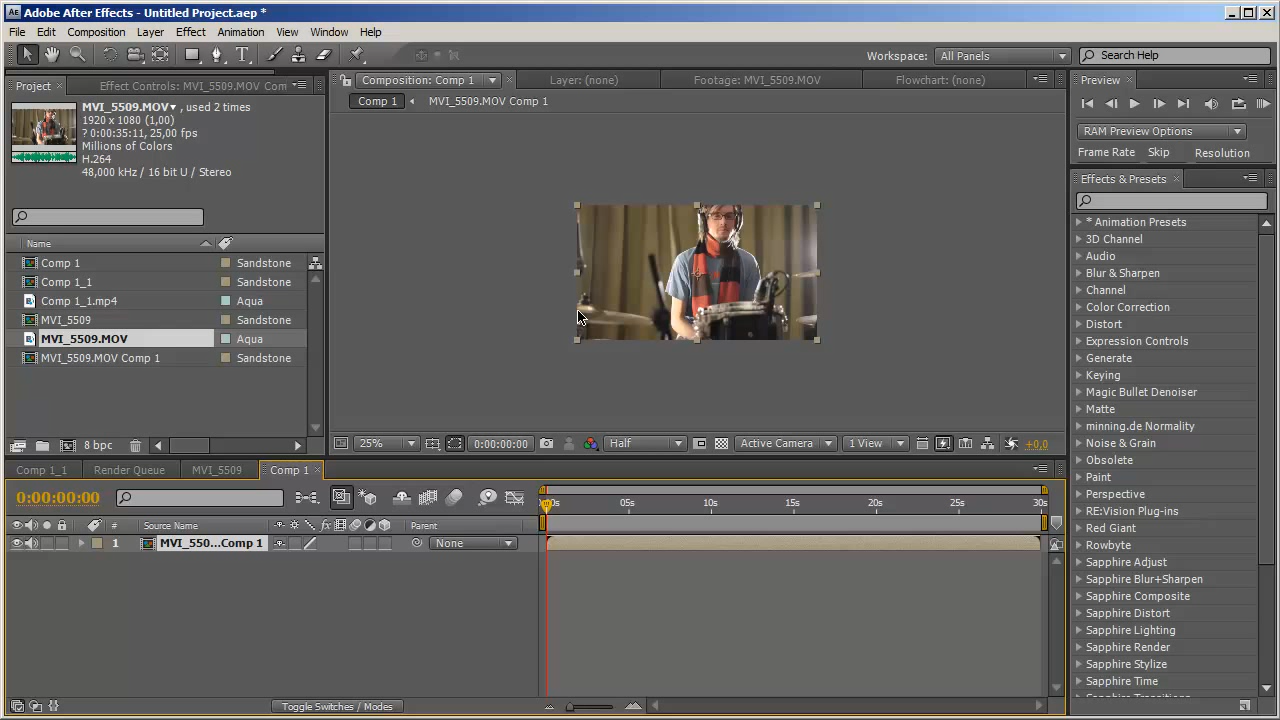 Adobe After Effects - Untitled Project.aep *
File Edit Composition Layer Effect Animation View Window Help
Workspace: All Panels Search Help
Project Effect Controls: MVI_5509.MOV Com
MVI_5509.MOV▾ , used 2 times
1920 x 1080 (1,00)
? 0:00:35:11, 25,00 fps
Millions of Colors
H.264
48,000 kHz / 16 bit U / Stereo
Name
Comp 1 Sandstone
Comp 1_1 Sandstone
Comp 1_1.mp4 Aqua
MVI_5509 Sandstone
MVI_5509.MOV Aqua
MVI_5509.MOV Comp 1 Sandstone
8 bpc
Composition: Comp 1 Layer: (none) Footage: MVI_5509.MOV Flowchart: (none)
Comp 1 MVI_5509.MOV Comp 1
25% 0:00:00:00 Half Active Camera 1 View +0,0
Preview
RAM Preview Options
Frame Rate Skip Resolution
Effects & Presets
* Animation Presets
3D Channel
Audio
Blur & Sharpen
Channel
Color Correction
Distort
Expression Controls
Generate
Keying
Magic Bullet Denoiser
Matte
minning.de Normality
Noise & Grain
Obsolete
Paint
Perspective
RE:Vision Plug-ins
Red Giant
Rowbyte
Sapphire Adjust
Sapphire Blur+Sharpen
Sapphire Composite
Sapphire Distort
Sapphire Lighting
Sapphire Render
Sapphire Stylize
Sapphire Time
Sapphire Transitions
Comp 1_1 Render Queue MVI_5509 Comp 1
0:00:00:00
00s 05s 10s 15s 20s 25s 30s
# Source Name Parent
1 MVI_550...Comp 1 None
Toggle Switches / Modes